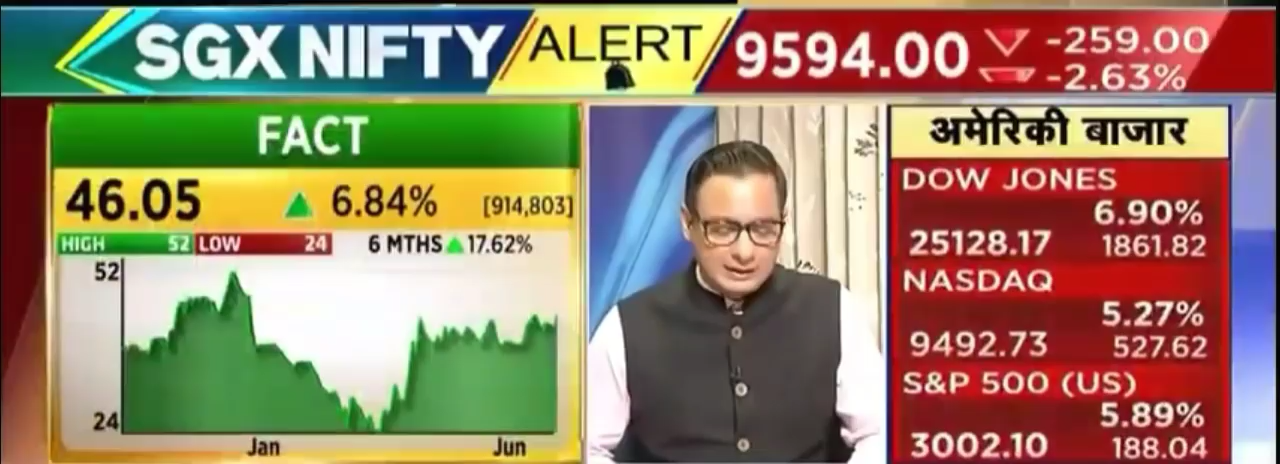 SGX NIFTY ALERT 9594.00 -259.00
-2.63%
FACT
46.05 6.84% [914,803]
HIGH 52 LOW 24 6 MTHS 17.62%
52
24
Jan Jun
अमेरिकी बाजार
DOW JONES
6.90%
25128.17 1861.82
NASDAQ
5.27%
9492.73 527.62
S&P 500 (US)
5.89%
3002.10 188.04